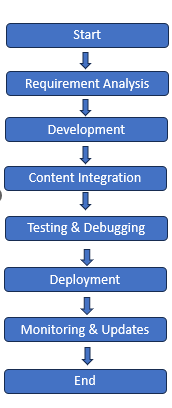 Start
Requirement Analysis
Development
Content Integration
Testing & Debugging
Deployment
Monitoring & Updates
End